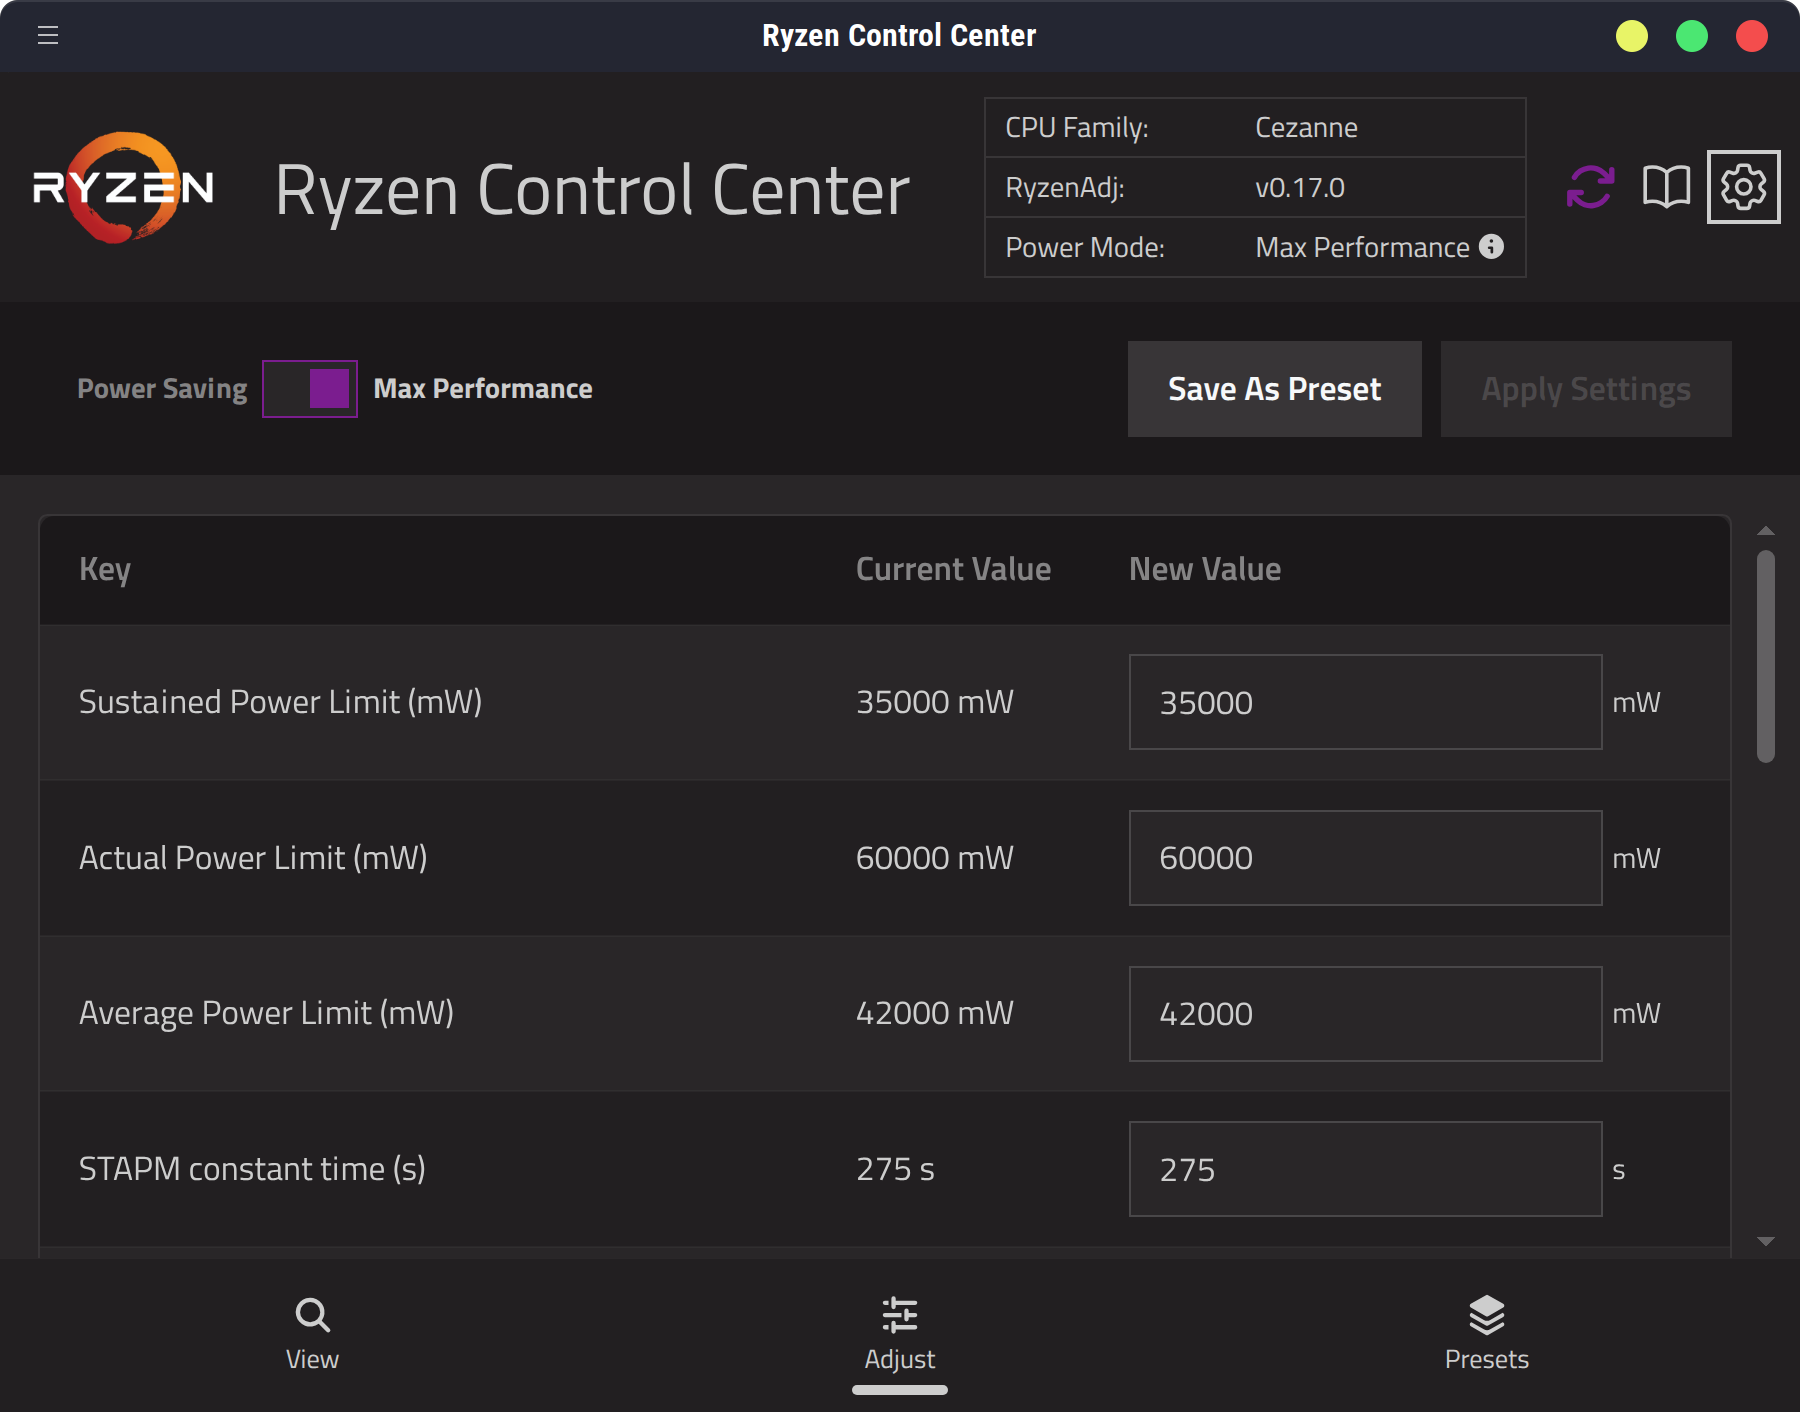 Ryzen Control Center
RYZEN
Ryzen Control Center
CPU Family: Cezanne
RyzenAdj: v0.17.0
Power Mode: Max Performance
Power Saving Max Performance
Save As Preset Apply Settings
Key Current Value New Value
Sustained Power Limit (mW) 35000 mW 35000 mW
Actual Power Limit (mW) 60000 mW 60000 mW
Average Power Limit (mW) 42000 mW 42000 mW
STAPM constant time (s) 275 s 275 s
View Adjust Presets